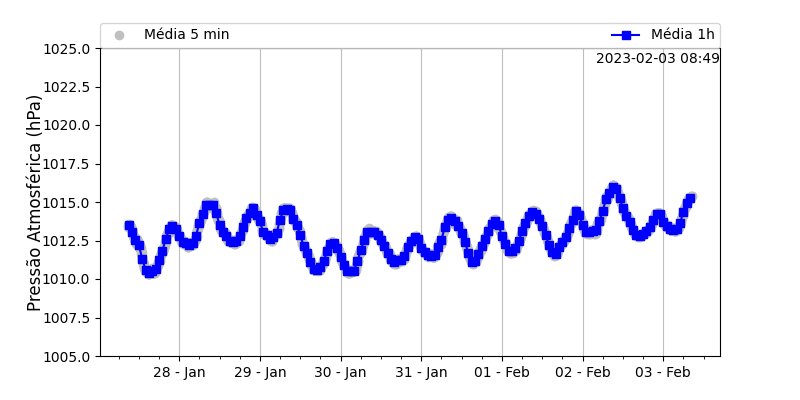 Média 5 min
Média 1h
2023-02-03 08:49
Pressão Atmosférica (hPa)
1025.0
1022.5
1020.0
1017.5
1015.0
1012.5
1010.0
1007.5
1005.0
28 - Jan
29 - Jan
30 - Jan
31 - Jan
01 - Feb
02 - Feb
03 - Feb